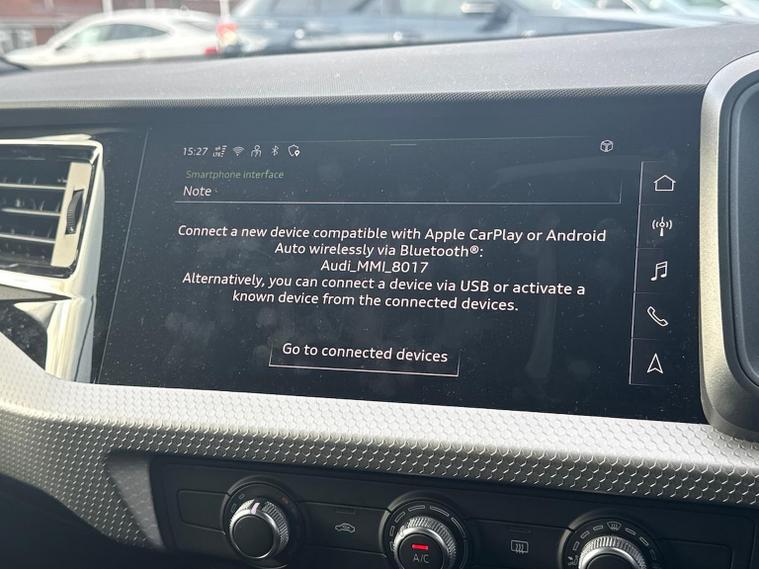 15:27 LTE
Smartphone interface
Note
Connect a new device compatible with Apple CarPlay or Android
Auto wirelessly via Bluetooth®:
Audi_MMI_8017
Alternatively, you can connect a device via USB or activate a
known device from the connected devices.
Go to connected devices
A/C